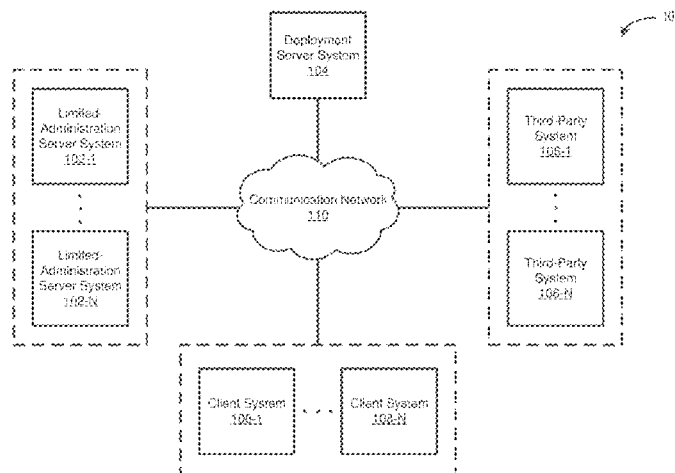 Deployment
Server System
104
Limited-
Administration
Server System
102-1
Limited-
Administration
Server System
102-N
Communication Network
110
Third-Party
System
106-1
Third-Party
System
106-N
Client System
108-1
Client System
108-N